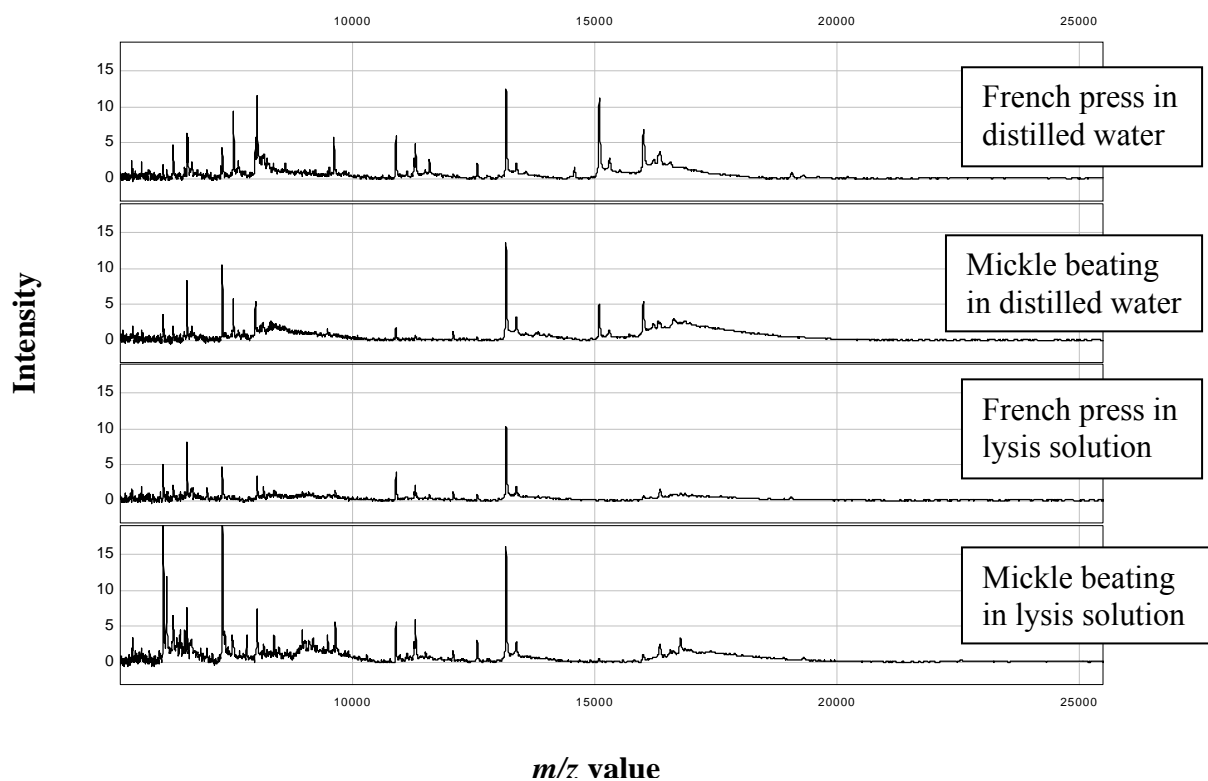 10000 15000 20000 25000
15
10
5
0
French press in
distilled water
15
10
5
0
Mickle beating
in distilled water
15
10
5
0
French press in
lysis solution
15
10
5
0
Mickle beating
in lysis solution
Intensity
10000 15000 20000 25000
m/z value